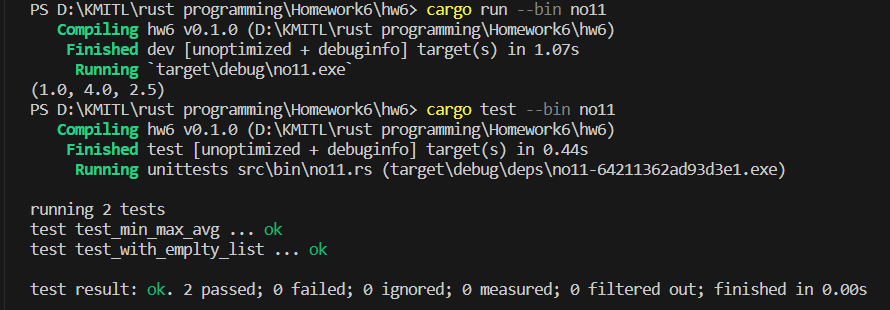 PS D:\KMITL\rust programming\Homework6\hw6> cargo run --bin no11
Compiling hw6 v0.1.0 (D:\KMITL\rust programming\Homework6\hw6)
Finished dev [unoptimized + debuginfo] target(s) in 1.07s
Running `target\debug\no11.exe`
(1.0, 4.0, 2.5)
PS D:\KMITL\rust programming\Homework6\hw6> cargo test --bin no11
Compiling hw6 v0.1.0 (D:\KMITL\rust programming\Homework6\hw6)
Finished test [unoptimized + debuginfo] target(s) in 0.44s
Running unittests src\bin\no11.rs (target\debug\deps\no11-64211362ad93d3e1.exe)
running 2 tests
test test_min_max_avg ... ok
test test_with_emplty_list ... ok
test result: ok. 2 passed; 0 failed; 0 ignored; 0 measured; 0 filtered out; finished in 0.00s